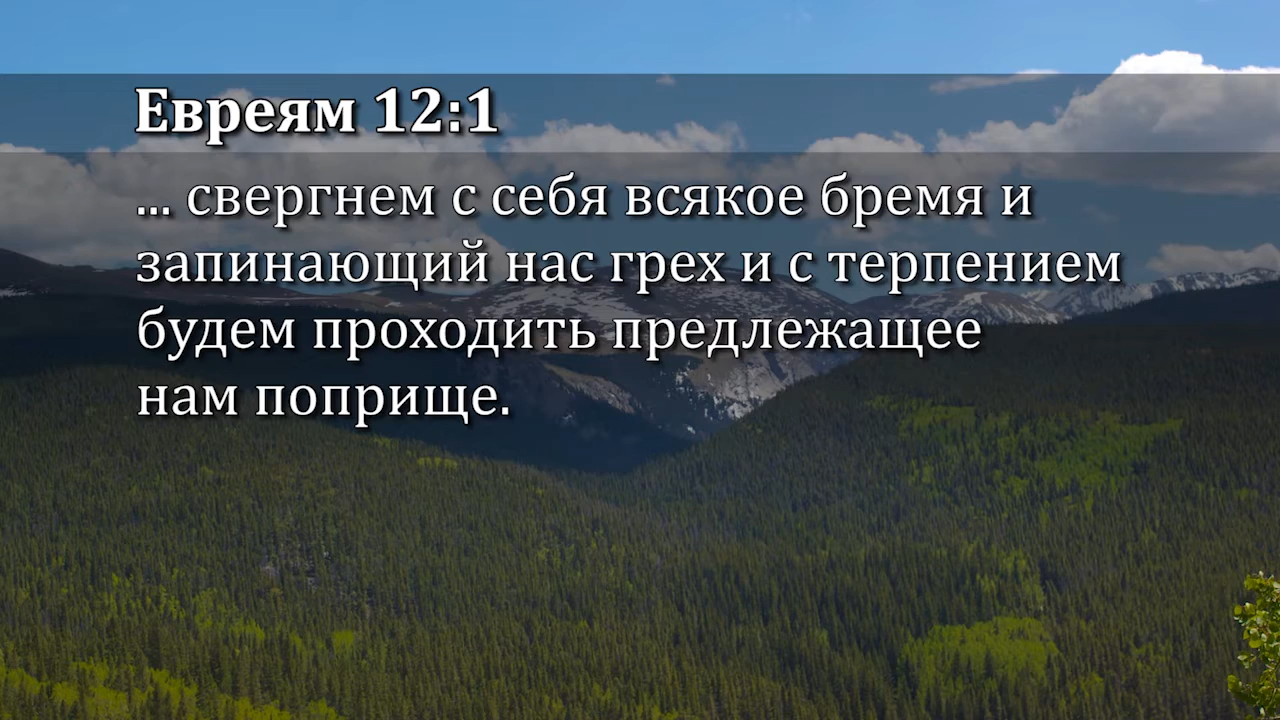 Евреям 12:1
... свергнем с себя всякое бремя и
запинающий нас грех и с терпением
будем проходить предлежащее
нам поприще.